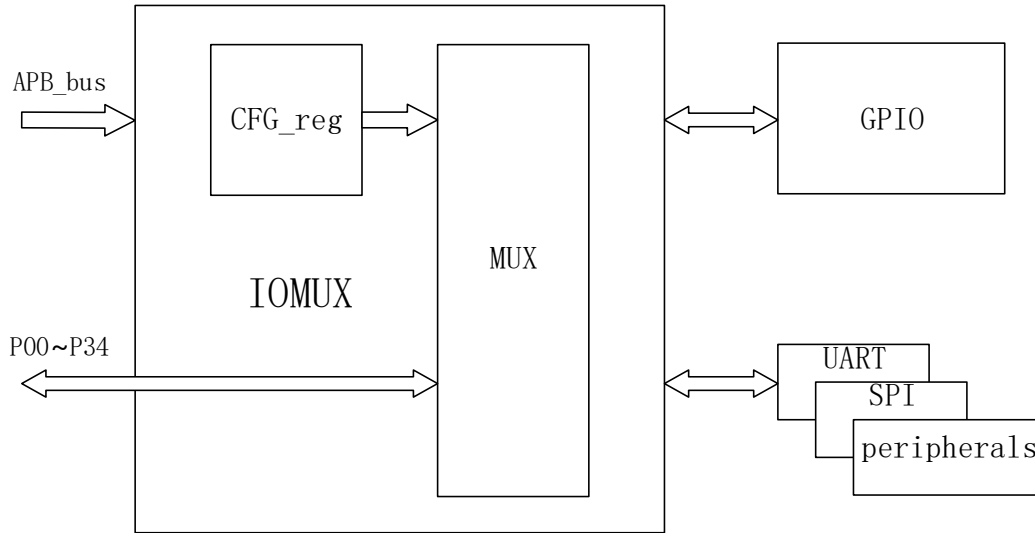 APB_bus
CFG_reg
GPIO
MUX
IOMUX
P00~P34
UART
SPI
peripherals